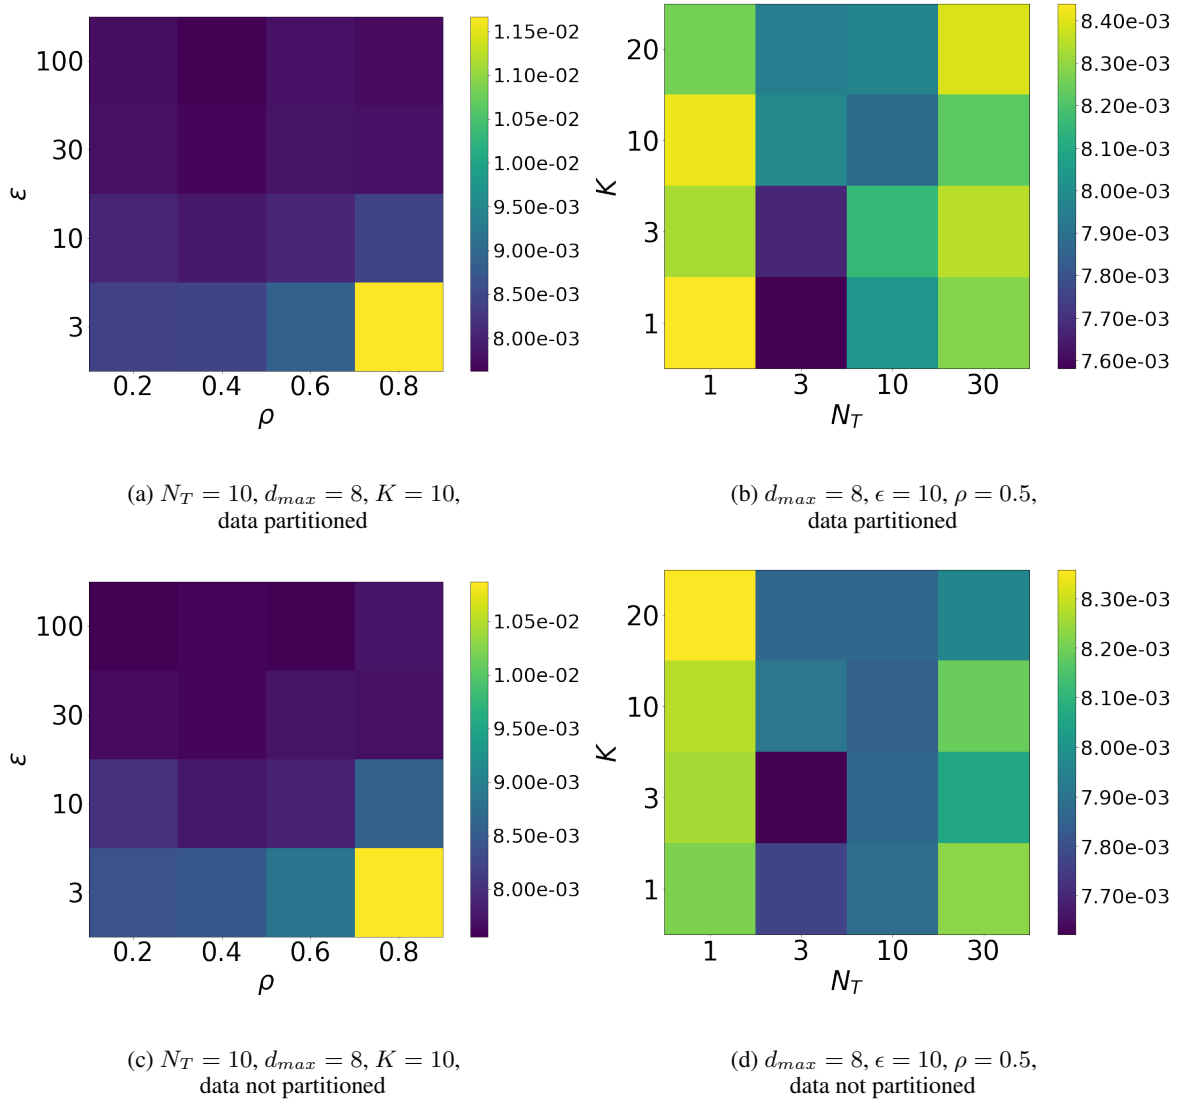 100
30
10
3
ε
0.2 0.4 0.6 0.8
ρ
1.15e-02
1.10e-02
1.05e-02
1.00e-02
9.50e-03
9.00e-03
8.50e-03
8.00e-03
(a) N_T = 10, d_max = 8, K = 10,
data partitioned
20
10
3
1
K
1 3 10 30
N_T
8.40e-03
8.30e-03
8.20e-03
8.10e-03
8.00e-03
7.90e-03
7.80e-03
7.70e-03
7.60e-03
(b) d_max = 8, ϵ = 10, ρ = 0.5,
data partitioned
100
30
10
3
ε
0.2 0.4 0.6 0.8
ρ
1.05e-02
1.00e-02
9.50e-03
9.00e-03
8.50e-03
8.00e-03
(c) N_T = 10, d_max = 8, K = 10,
data not partitioned
20
10
3
1
K
1 3 10 30
N_T
8.30e-03
8.20e-03
8.10e-03
8.00e-03
7.90e-03
7.80e-03
7.70e-03
(d) d_max = 8, ϵ = 10, ρ = 0.5,
data not partitioned